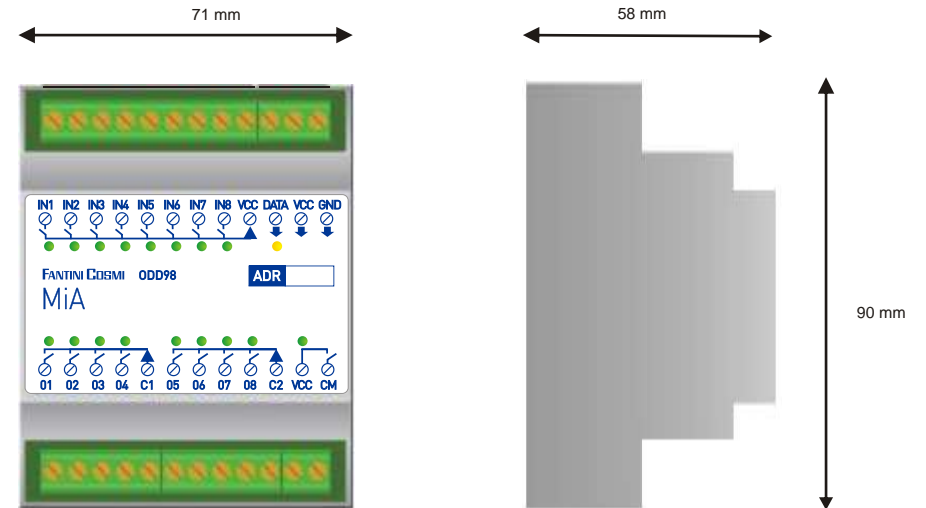 71 mm
58 mm
IN1 IN2 IN3 IN4 IN5 IN6 IN7 IN8 VCC DATA VCC GND
FANTINI COSMI ODD98
ADR
MiA
90 mm
01 02 03 04 C1 05 06 07 08 C2 VCC CM